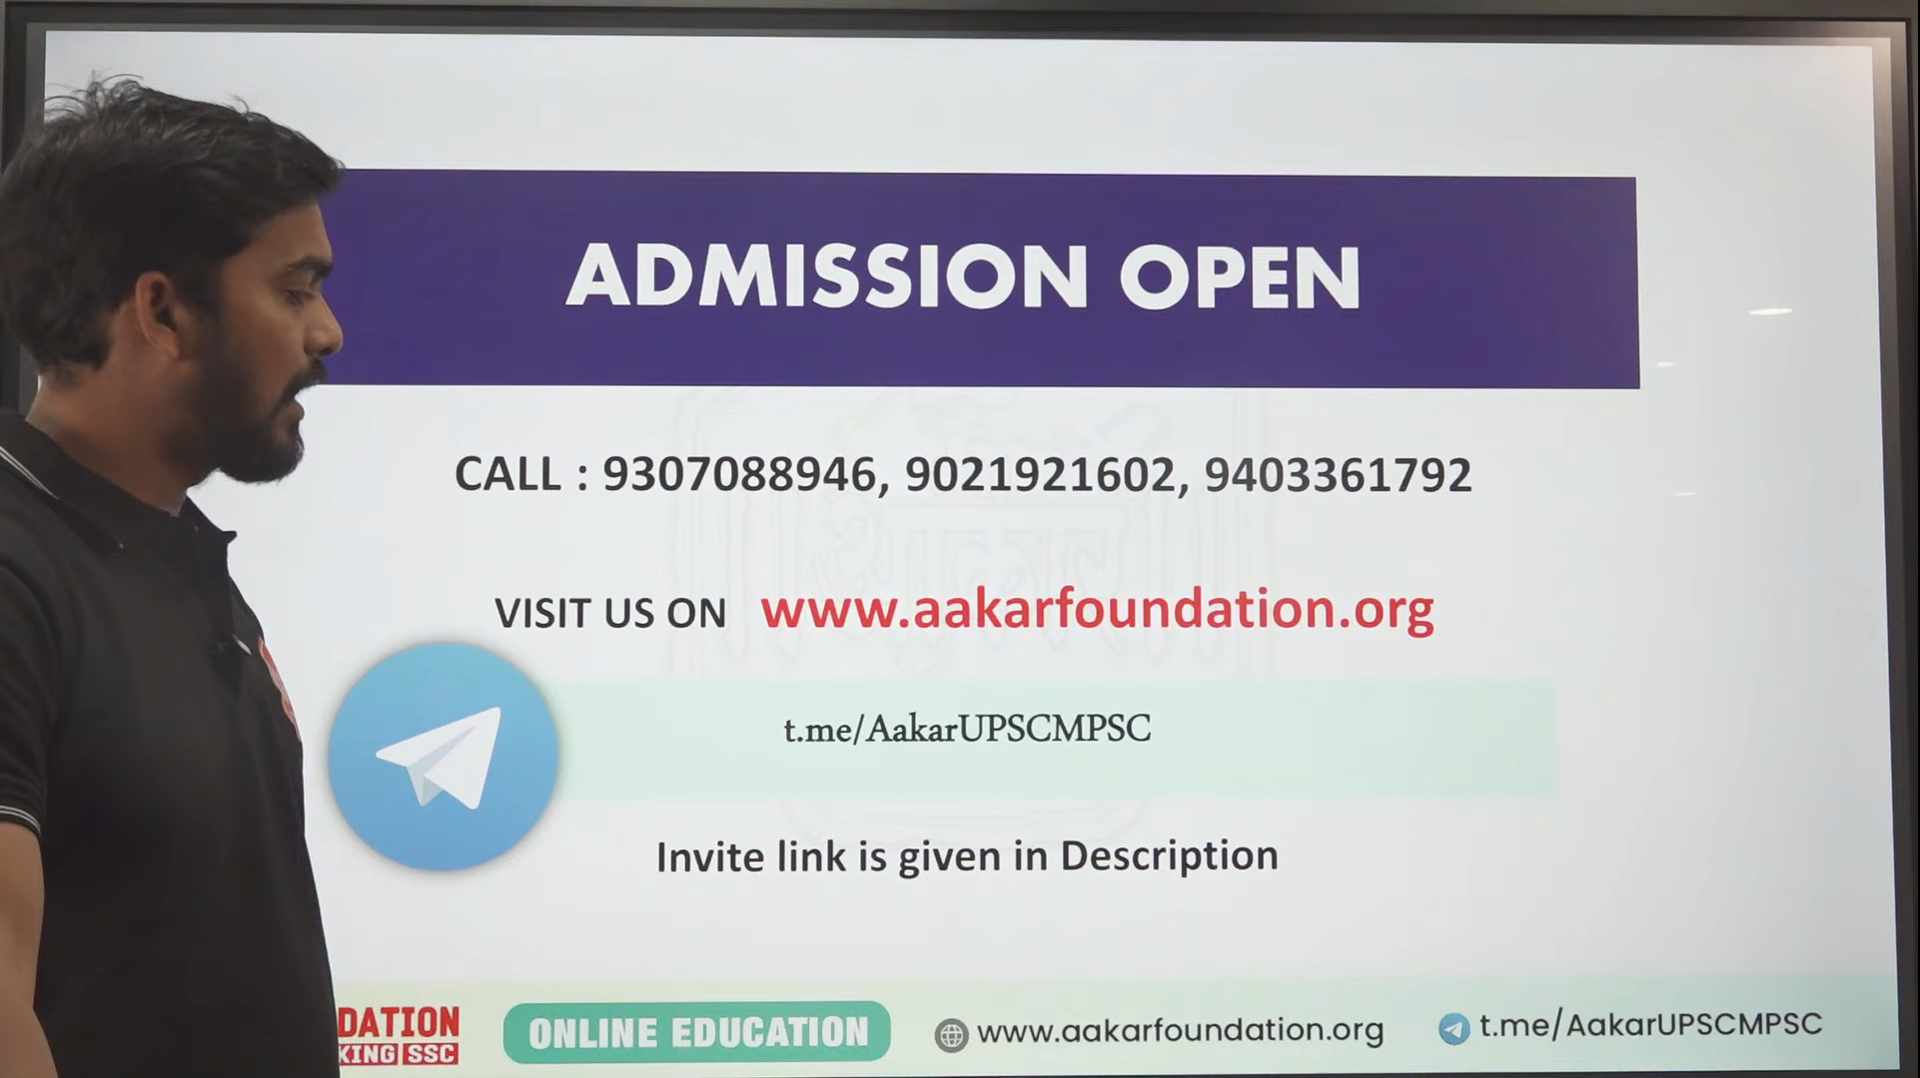 ADMISSION OPEN
CALL : 9307088946, 9021921602, 9403361792
VISIT US ON www.aakarfoundation.org
t.me/AakarUPSCMPSC
Invite link is given in Description
DATION
KING SSC
ONLINE EDUCATION
www.aakarfoundation.org
t.me/AakarUPSCMPSC